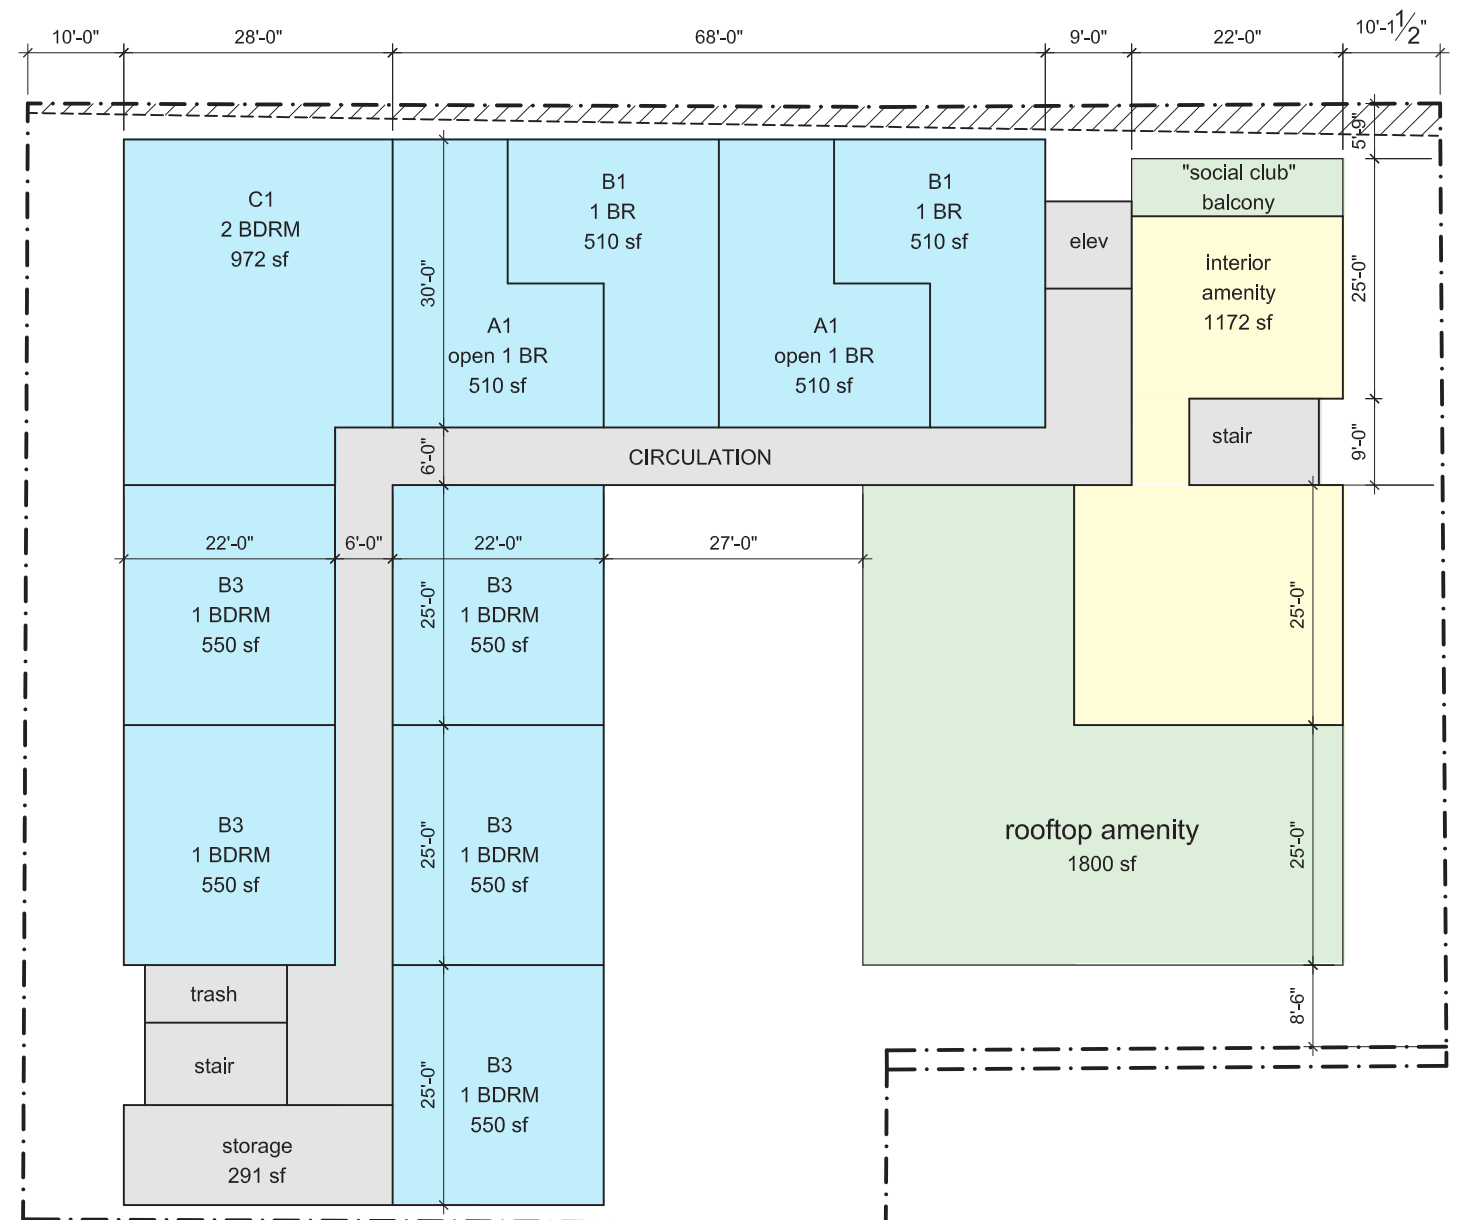 10'-0"
28'-0"
68'-0"
9'-0"
22'-0"
10'-1½"
5'-9"
"social club"
balcony
C1
2 BDRM
972 sf
B1
1 BR
510 sf
B1
1 BR
510 sf
elev
interior
amenity
1172 sf
25'-0"
30'-0"
A1
open 1 BR
510 sf
A1
open 1 BR
510 sf
stair
9'-0"
6'-0"
CIRCULATION
22'-0"
6'-0"
22'-0"
27'-0"
B3
1 BDRM
550 sf
25'-0"
B3
1 BDRM
550 sf
25'-0"
B3
1 BDRM
550 sf
25'-0"
B3
1 BDRM
550 sf
rooftop amenity
1800 sf
25'-0"
trash
8'-6"
stair
25'-0"
B3
1 BDRM
550 sf
storage
291 sf